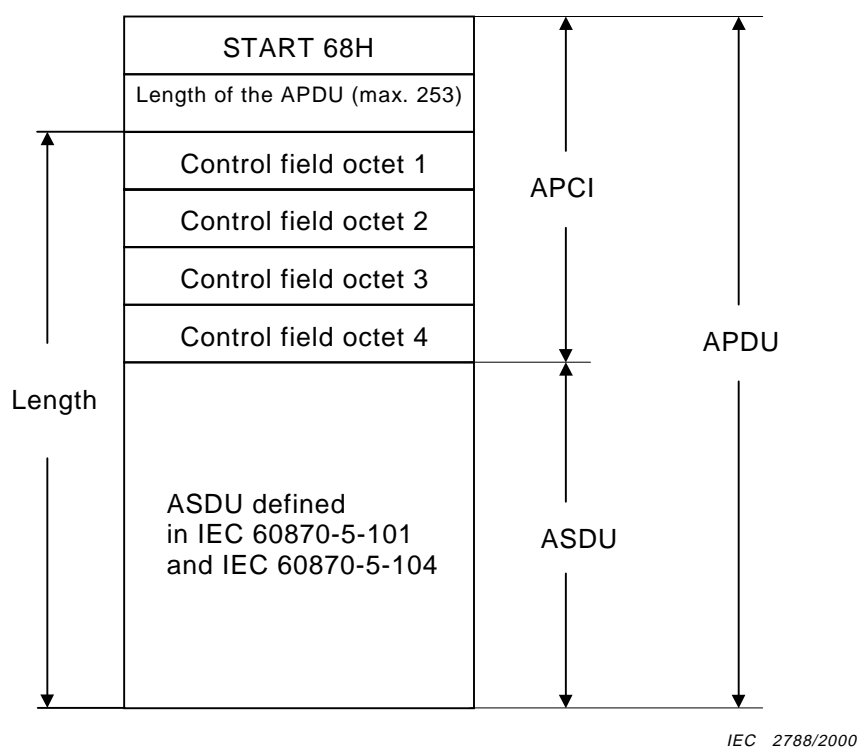 START 68H
Length of the APDU (max. 253)
Control field octet 1
Control field octet 2
Control field octet 3
Control field octet 4
APCI
APDU
Length
ASDU defined
in IEC 60870-5-101
and IEC 60870-5-104
ASDU
IEC 2788/2000